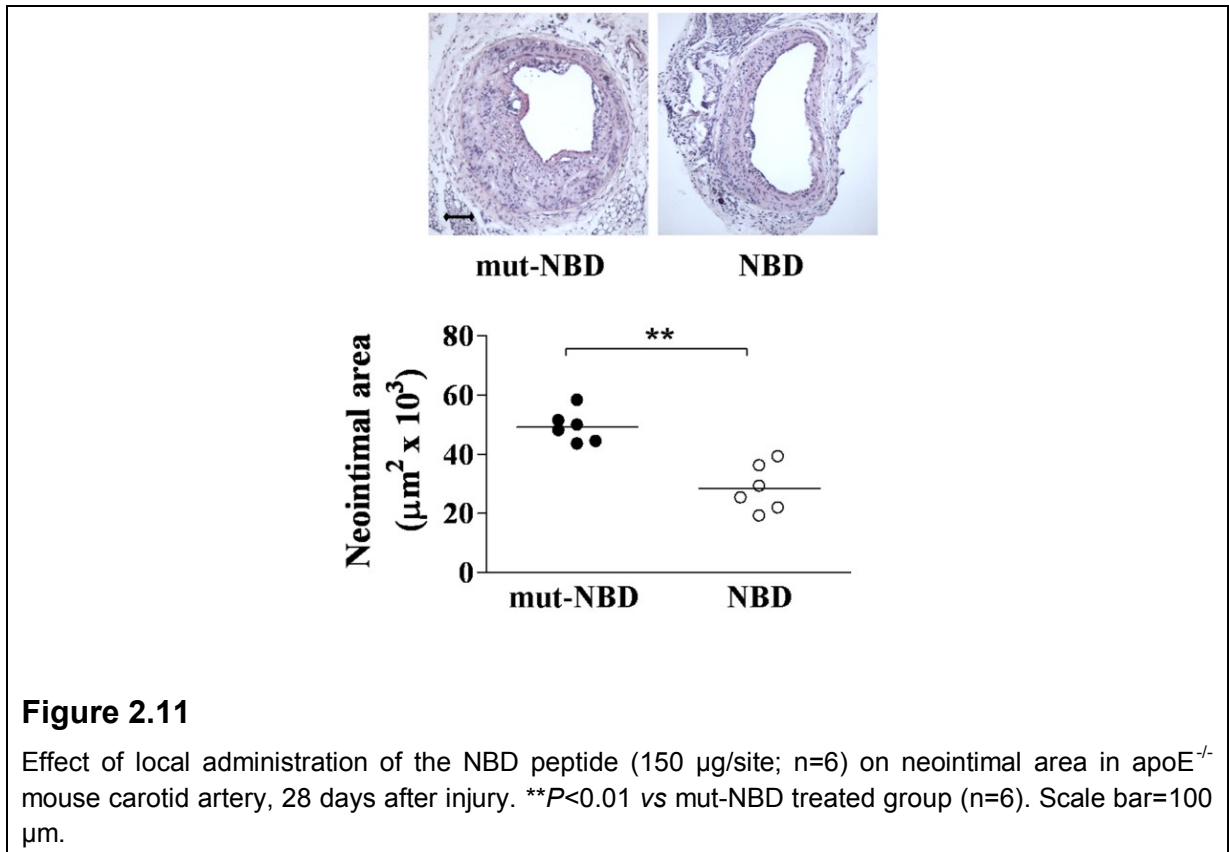 mut-NBD NBD
Neointimal area
(µm² x 10³)
80
60
40
20
0
**
mut-NBD NBD
Figure 2.11
Effect of local administration of the NBD peptide (150 µg/site; n=6) on neointimal area in apoE⁻/⁻
mouse carotid artery, 28 days after injury. **P<0.01 vs mut-NBD treated group (n=6). Scale bar=100
µm.